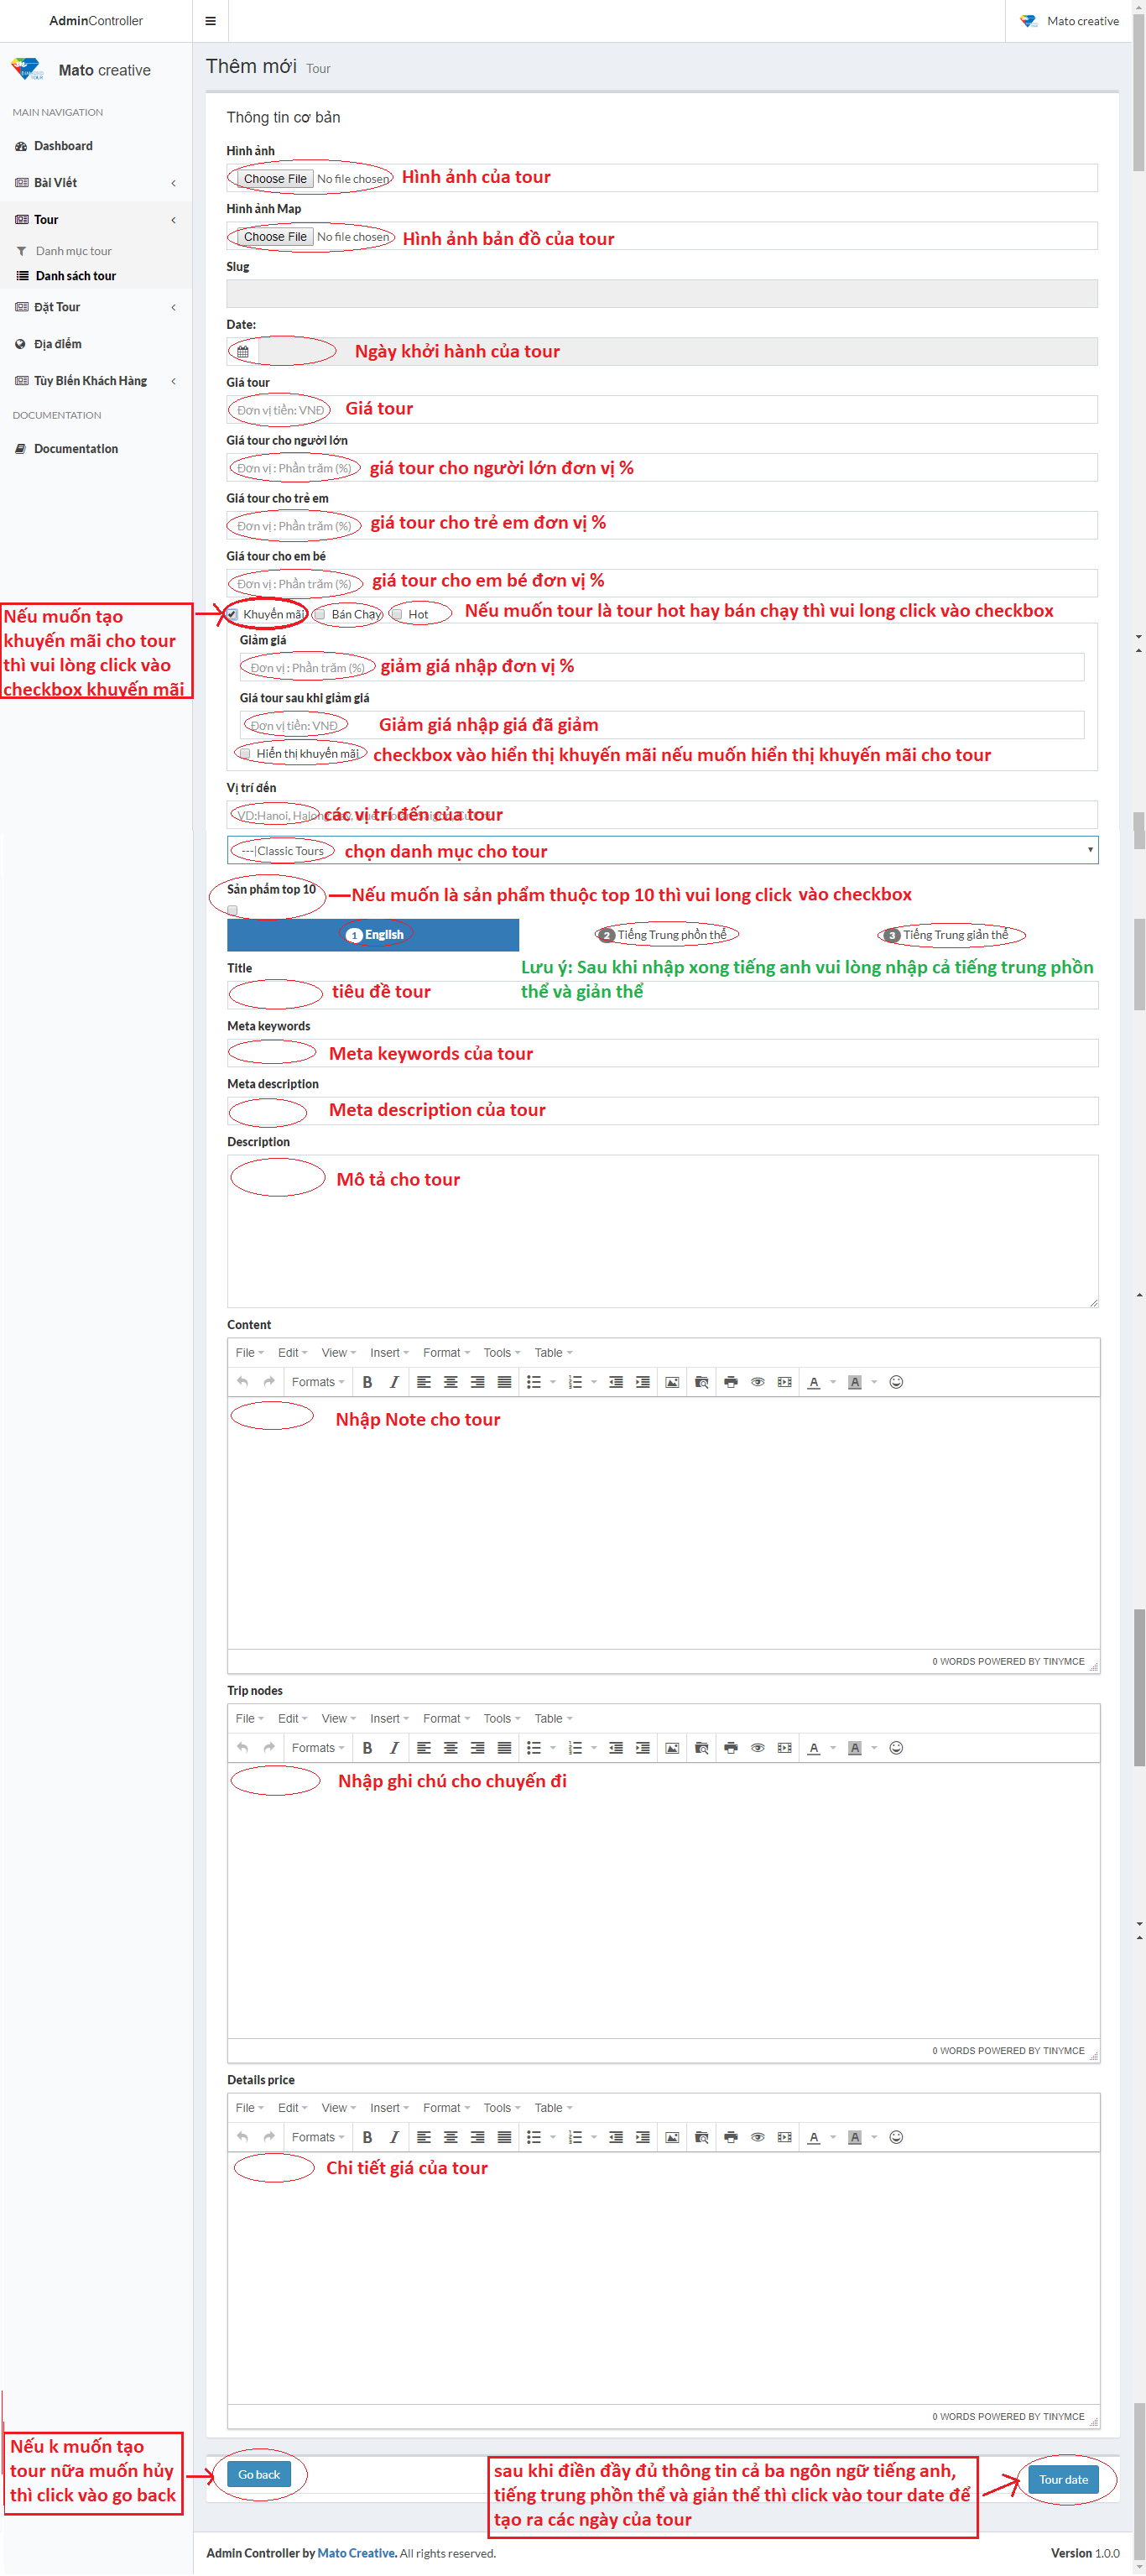 AdminController
Mato creative
Mato creative
MAIN NAVIGATION
Dashboard
Bài Viết
Tour
Danh mục tour
Danh sách tour
Đặt Tour
Địa điểm
Tùy Biến Khách Hàng
DOCUMENTATION
Documentation
Thêm mới Tour
Thông tin cơ bản
Hình ảnh
Choose File No file chosen Hình ảnh của tour
Hình ảnh Map
Choose File No file chosen Hình ảnh bản đồ của tour
Slug
Date:
Ngày khởi hành của tour
Giá tour
Đơn vị tiền: VNĐ Giá tour
Giá tour cho người lớn
Đơn vị : Phần trăm (%) giá tour cho người lớn đơn vị %
Giá tour cho trẻ em
Đơn vị : Phần trăm (%) giá tour cho trẻ em đơn vị %
Giá tour cho em bé
Đơn vị : Phần trăm (%) giá tour cho em bé đơn vị %
Nếu muốn tạo
khuyến mãi cho tour
thì vui lòng click vào
checkbox khuyến mãi
Khuyến mãi Bán Chạy Hot Nếu muốn tour là tour hot hay bán chạy thì vui long click vào checkbox
Giảm giá
Đơn vị : Phần trăm (%) giảm giá nhập đơn vị %
Giá tour sau khi giảm giá
Đơn vị tiền: VNĐ Giảm giá nhập giá đã giảm
Hiển thị khuyến mãi checkbox vào hiển thị khuyến mãi nếu muốn hiển thị khuyến mãi cho tour
Vị trí đến
VD:Hanoi, Halong các vị trí đến của tour
---|Classic Tours chọn danh mục cho tour
Sản phẩm top 10 Nếu muốn là sản phẩm thuộc top 10 thì vui long click vào checkbox
1 English 2 Tiếng Trung phồn thể 3 Tiếng Trung giản thể
Title
Lưu ý: Sau khi nhập xong tiếng anh vui lòng nhập cả tiếng trung phồn
thể và giản thể
tiêu đề tour
Meta keywords
Meta keywords của tour
Meta description
Meta description của tour
Description
Mô tả cho tour
Content
File Edit View Insert Format Tools Table
Formats B I A A
Nhập Note cho tour
0 WORDS POWERED BY TINYMCE
Trip nodes
File Edit View Insert Format Tools Table
Formats B I A A
Nhập ghi chú cho chuyến đi
0 WORDS POWERED BY TINYMCE
Details price
File Edit View Insert Format Tools Table
Formats B I A A
Chi tiết giá của tour
0 WORDS POWERED BY TINYMCE
Nếu k muốn tạo
tour nữa muốn hủy
thì click vào go back
Go back
sau khi điền đầy đủ thông tin cả ba ngôn ngữ tiếng anh,
tiếng trung phồn thể và giản thể thì click vào tour date để
tạo ra các ngày của tour
Tour date
Admin Controller by Mato Creative. All rights reserved.
Version 1.0.0